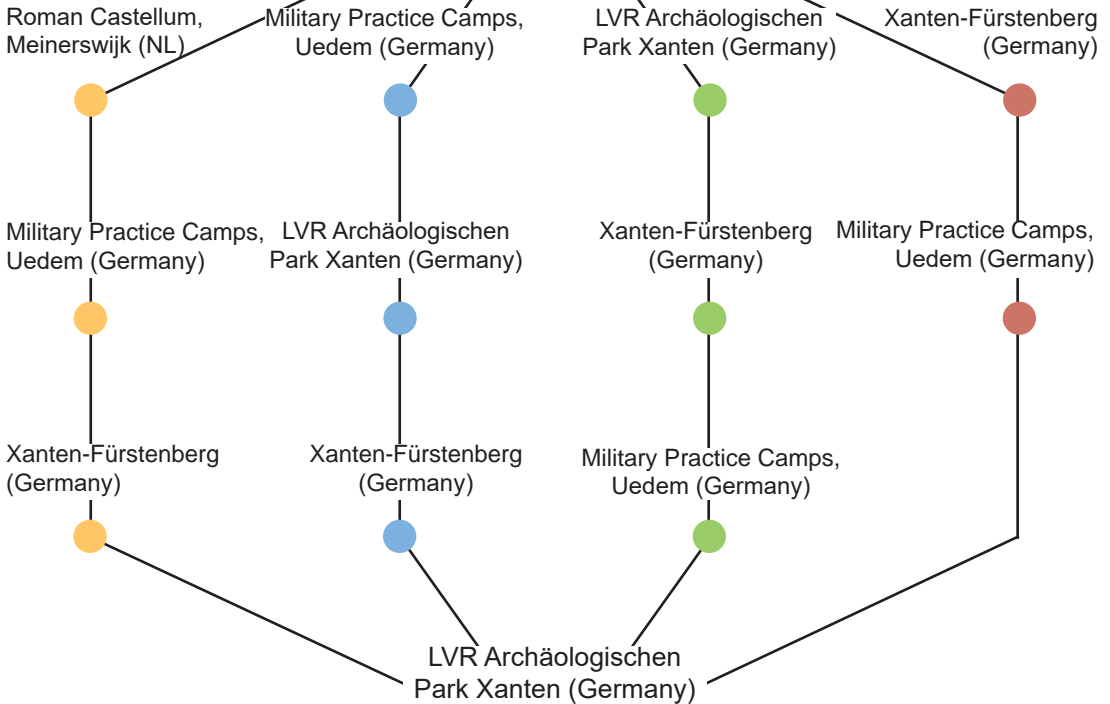 Roman Castellum,
Meinerswijk (NL)
Military Practice Camps,
Uedem (Germany)
LVR Archäologischen
Park Xanten (Germany)
Xanten-Fürstenberg
(Germany)
Military Practice Camps,
Uedem (Germany)
LVR Archäologischen
Park Xanten (Germany)
Xanten-Fürstenberg
(Germany)
Military Practice Camps,
Uedem (Germany)
Xanten-Fürstenberg
(Germany)
Xanten-Fürstenberg
(Germany)
Military Practice Camps,
Uedem (Germany)
LVR Archäologischen
Park Xanten (Germany)